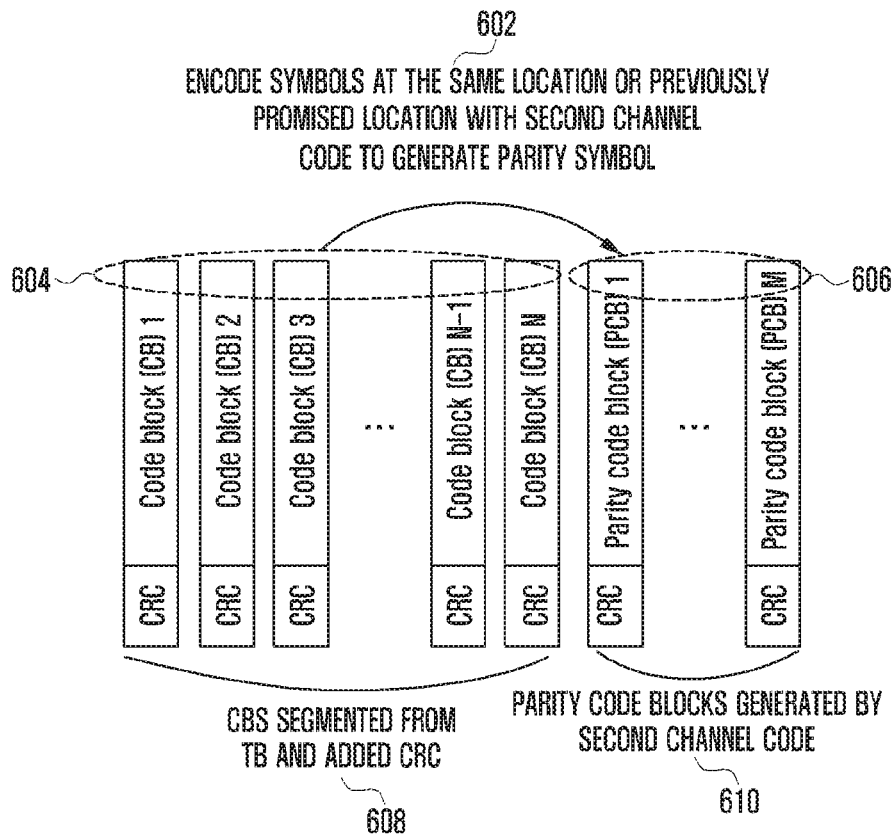 602
ENCODE SYMBOLS AT THE SAME LOCATION OR PREVIOUSLY
PROMISED LOCATION WITH SECOND CHANNEL
CODE TO GENERATE PARITY SYMBOL
604
606
Code block (CB) 1
Code block (CB) 2
Code block (CB) 3
...
Code block (CB) N-1
Code block (CB) N
Parity code block (PCB) 1
...
Parity code block (PCB) M
CRC
CRC
CRC
CRC
CRC
CRC
CRC
CBS SEGMENTED FROM
TB AND ADDED CRC
608
PARITY CODE BLOCKS GENERATED BY
SECOND CHANNEL CODE
610